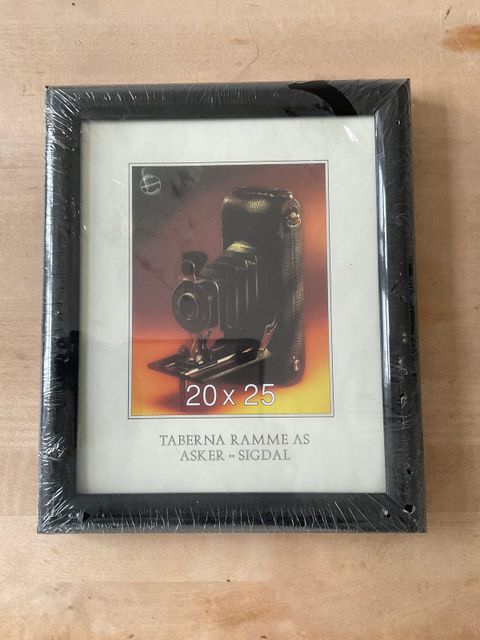 20 x 25
TABERNA RAMME AS
ASKER ↔ SIGDAL